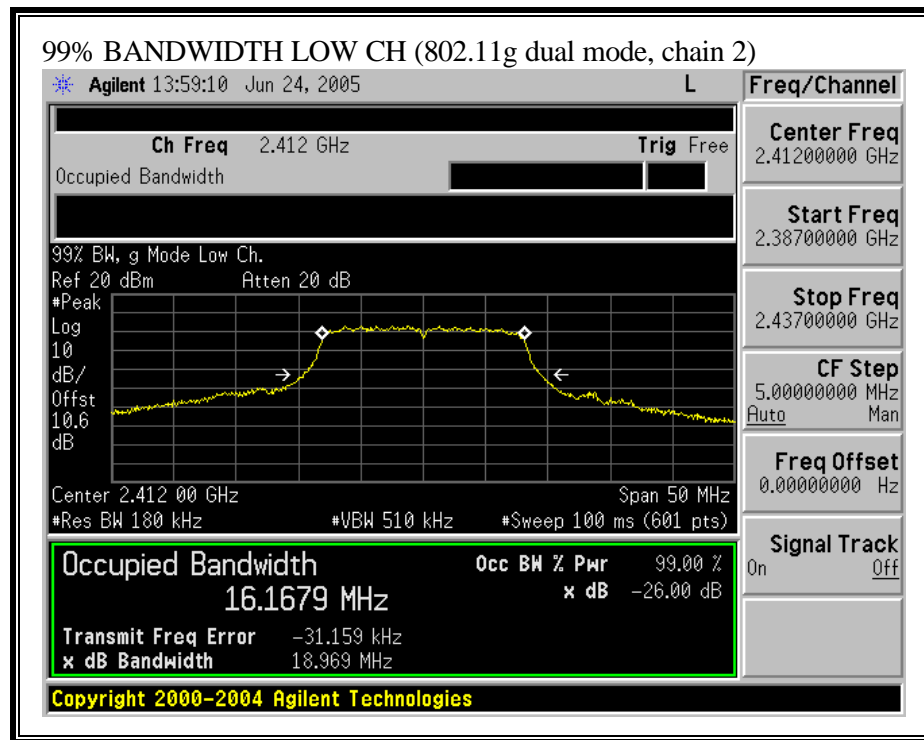 99% BANDWIDTH LOW CH (802.11g dual mode, chain 2)
Agilent 13:59:10 Jun 24, 2005 L
Freq/Channel
Ch Freq 2.412 GHz Trig Free
Occupied Bandwidth
Center Freq
2.41200000 GHz
Start Freq
2.38700000 GHz
Stop Freq
2.43700000 GHz
CF Step
5.00000000 MHz
Auto Man
Freq Offset
0.00000000 Hz
Signal Track
On Off
99% BW, g Mode Low Ch.
Ref 20 dBm Atten 20 dB
#Peak
Log
10
dB/
Offst
10.6
dB
Center 2.412 00 GHz Span 50 MHz
#Res BW 180 kHz #VBW 510 kHz #Sweep 100 ms (601 pts)
Occupied Bandwidth
16.1679 MHz
Occ BW % Pwr 99.00 %
x dB -26.00 dB
Transmit Freq Error -31.159 kHz
x dB Bandwidth 18.969 MHz
Copyright 2000-2004 Agilent Technologies